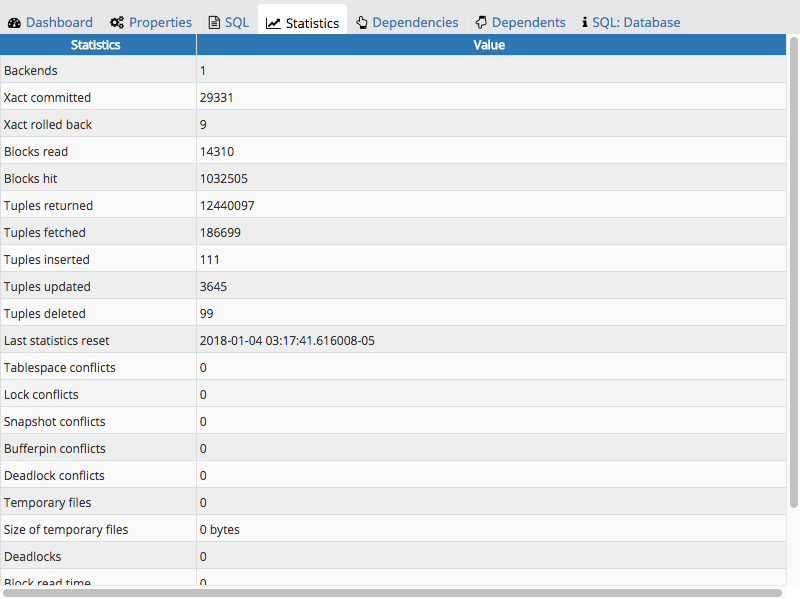 Dashboard Properties SQL Statistics Dependencies Dependents SQL: Database
Statistics Value
Backends 1
Xact committed 29331
Xact rolled back 9
Blocks read 14310
Blocks hit 1032505
Tuples returned 12440097
Tuples fetched 186699
Tuples inserted 111
Tuples updated 3645
Tuples deleted 99
Last statistics reset 2018-01-04 03:17:41.616008-05
Tablespace conflicts 0
Lock conflicts 0
Snapshot conflicts 0
Bufferpin conflicts 0
Deadlock conflicts 0
Temporary files 0
Size of temporary files 0 bytes
Deadlocks 0
Block read time 0